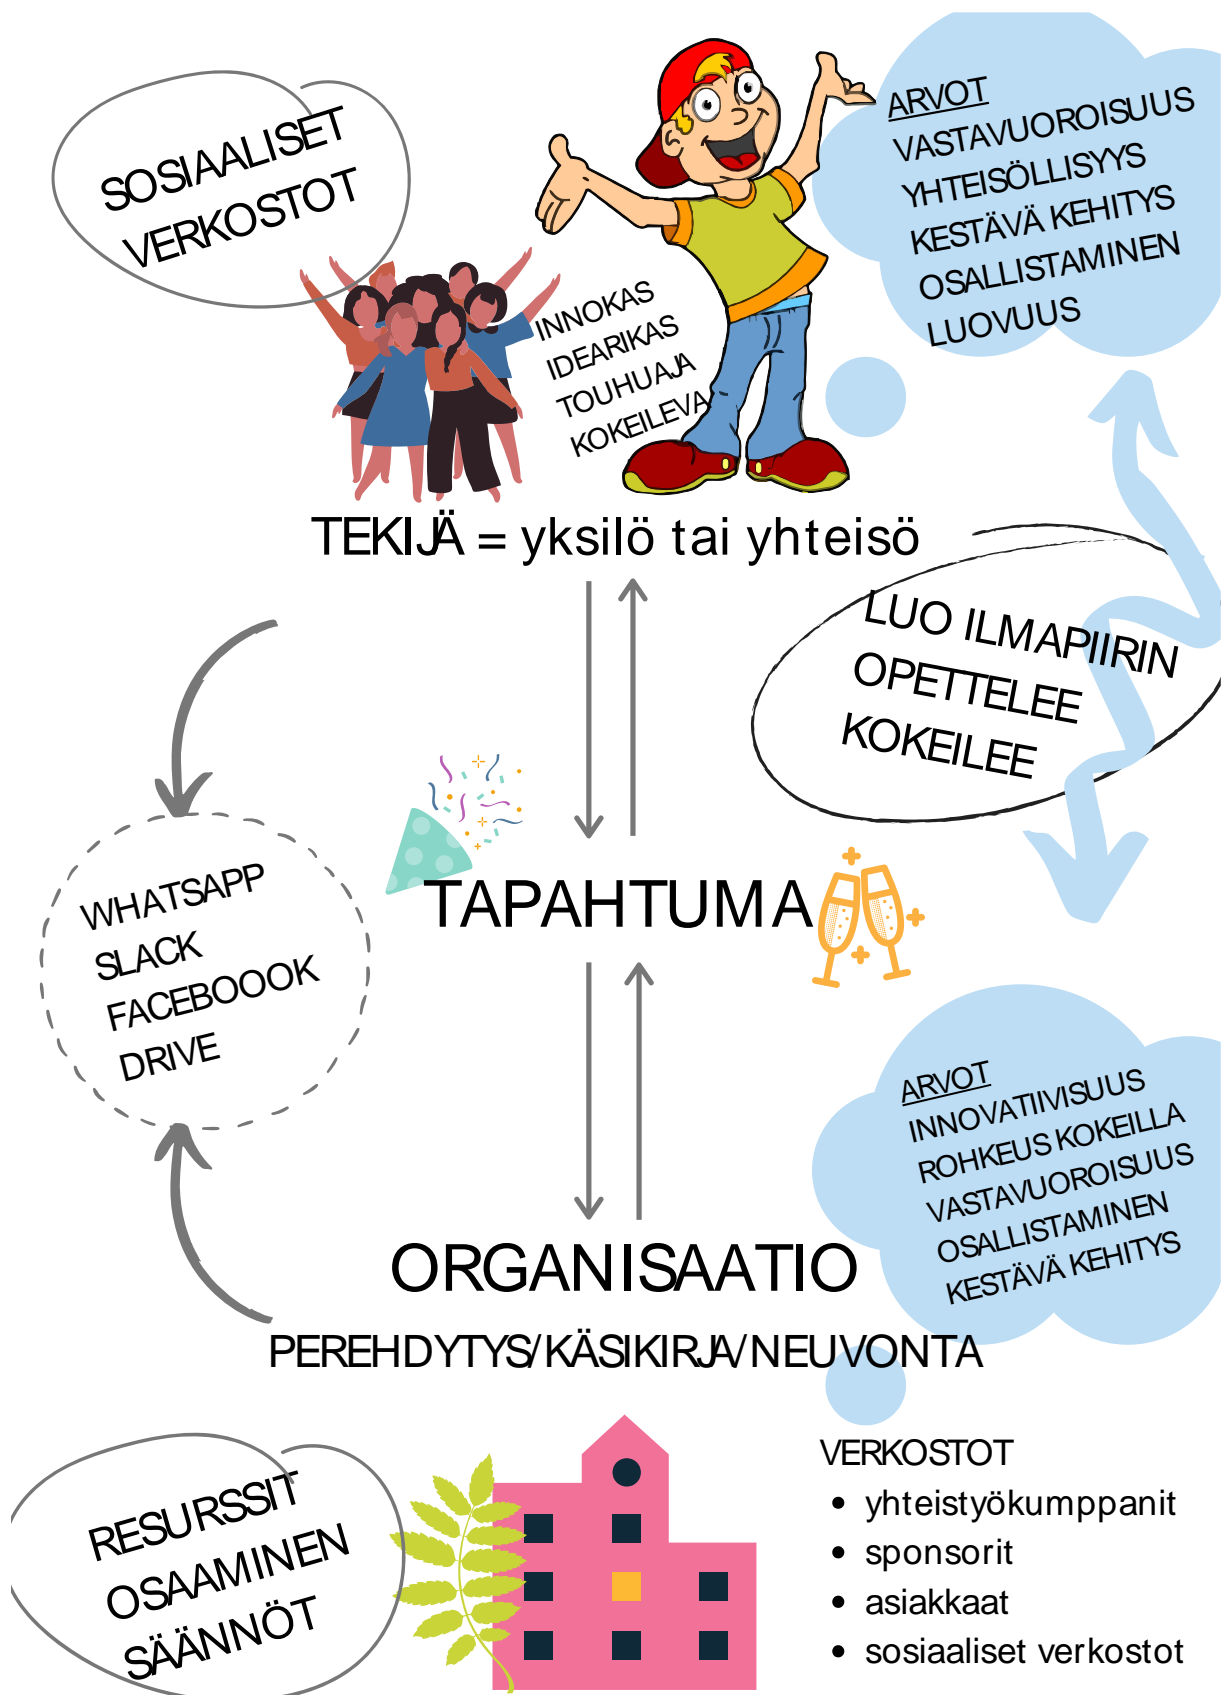 SOSIAALISET
VERKOSTOT
ARVOT
VASTAVUOROISUUS
YHTEISÖLLISYYS
KESTÄVÄ KEHITYS
OSALLISTAMINEN
LUOVUUS
INNOKAS
IDEARIKAS
TOUHUAJA
KOKEILEVA
TEKIJÄ = yksilö tai yhteisö
LUO ILMAPIIRIN
OPETTELEE
KOKEILEE
WHATSAPP
SLACK
FACEBOOOK
DRIVE
TAPAHTUMA
ARVOT
INNOVATIIVISUUS
ROHKEUS KOKEILLA
VASTAVUOROISUUS
OSALLISTAMINEN
KESTÄVÄ KEHITYS
ORGANISAATIO
PEREHDYTYS/KÄSIKIRJA/NEUVONTA
RESURSSIT
OSAAMINEN
SÄÄNNÖT
VERKOSTOT
• yhteistyökumppanit
• sponsorit
• asiakkaat
• sosiaaliset verkostot